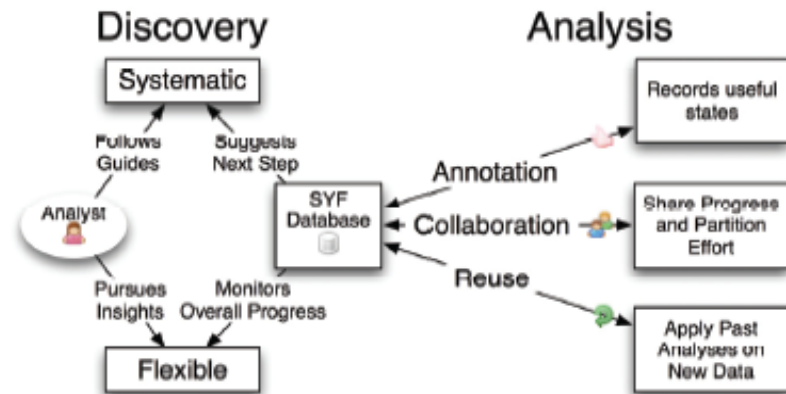 Discovery
Analysis
Systematic
Follows
Guides
Suggests
Next Step
Analyst
SYF
Database
Pursues
Insights
Monitors
Overall Progress
Flexible
Annotation
Collaboration
Reuse
Records useful
states
Share Progress
and Partition
Effort
Apply Past
Analyses on
New Data